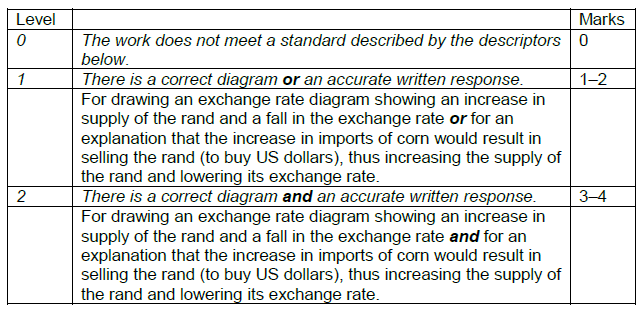 Level Marks
0 The work does not meet a standard described by the descriptors 0
below.
1 There is a correct diagram or an accurate written response. 1–2
For drawing an exchange rate diagram showing an increase in
supply of the rand and a fall in the exchange rate or for an
explanation that the increase in imports of corn would result in
selling the rand (to buy US dollars), thus increasing the supply of
the rand and lowering its exchange rate.
2 There is a correct diagram and an accurate written response. 3–4
For drawing an exchange rate diagram showing an increase in
supply of the rand and a fall in the exchange rate and for an
explanation that the increase in imports of corn would result in
selling the rand (to buy US dollars), thus increasing the supply of
the rand and lowering its exchange rate.